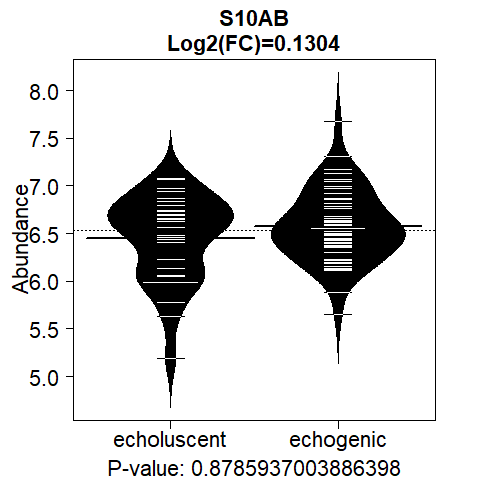 S10AB
Log2(FC)=0.1304
Abundance
8.0
7.5
7.0
6.5
6.0
5.5
5.0
echoluscent echogenic
P-value: 0.8785937003886398